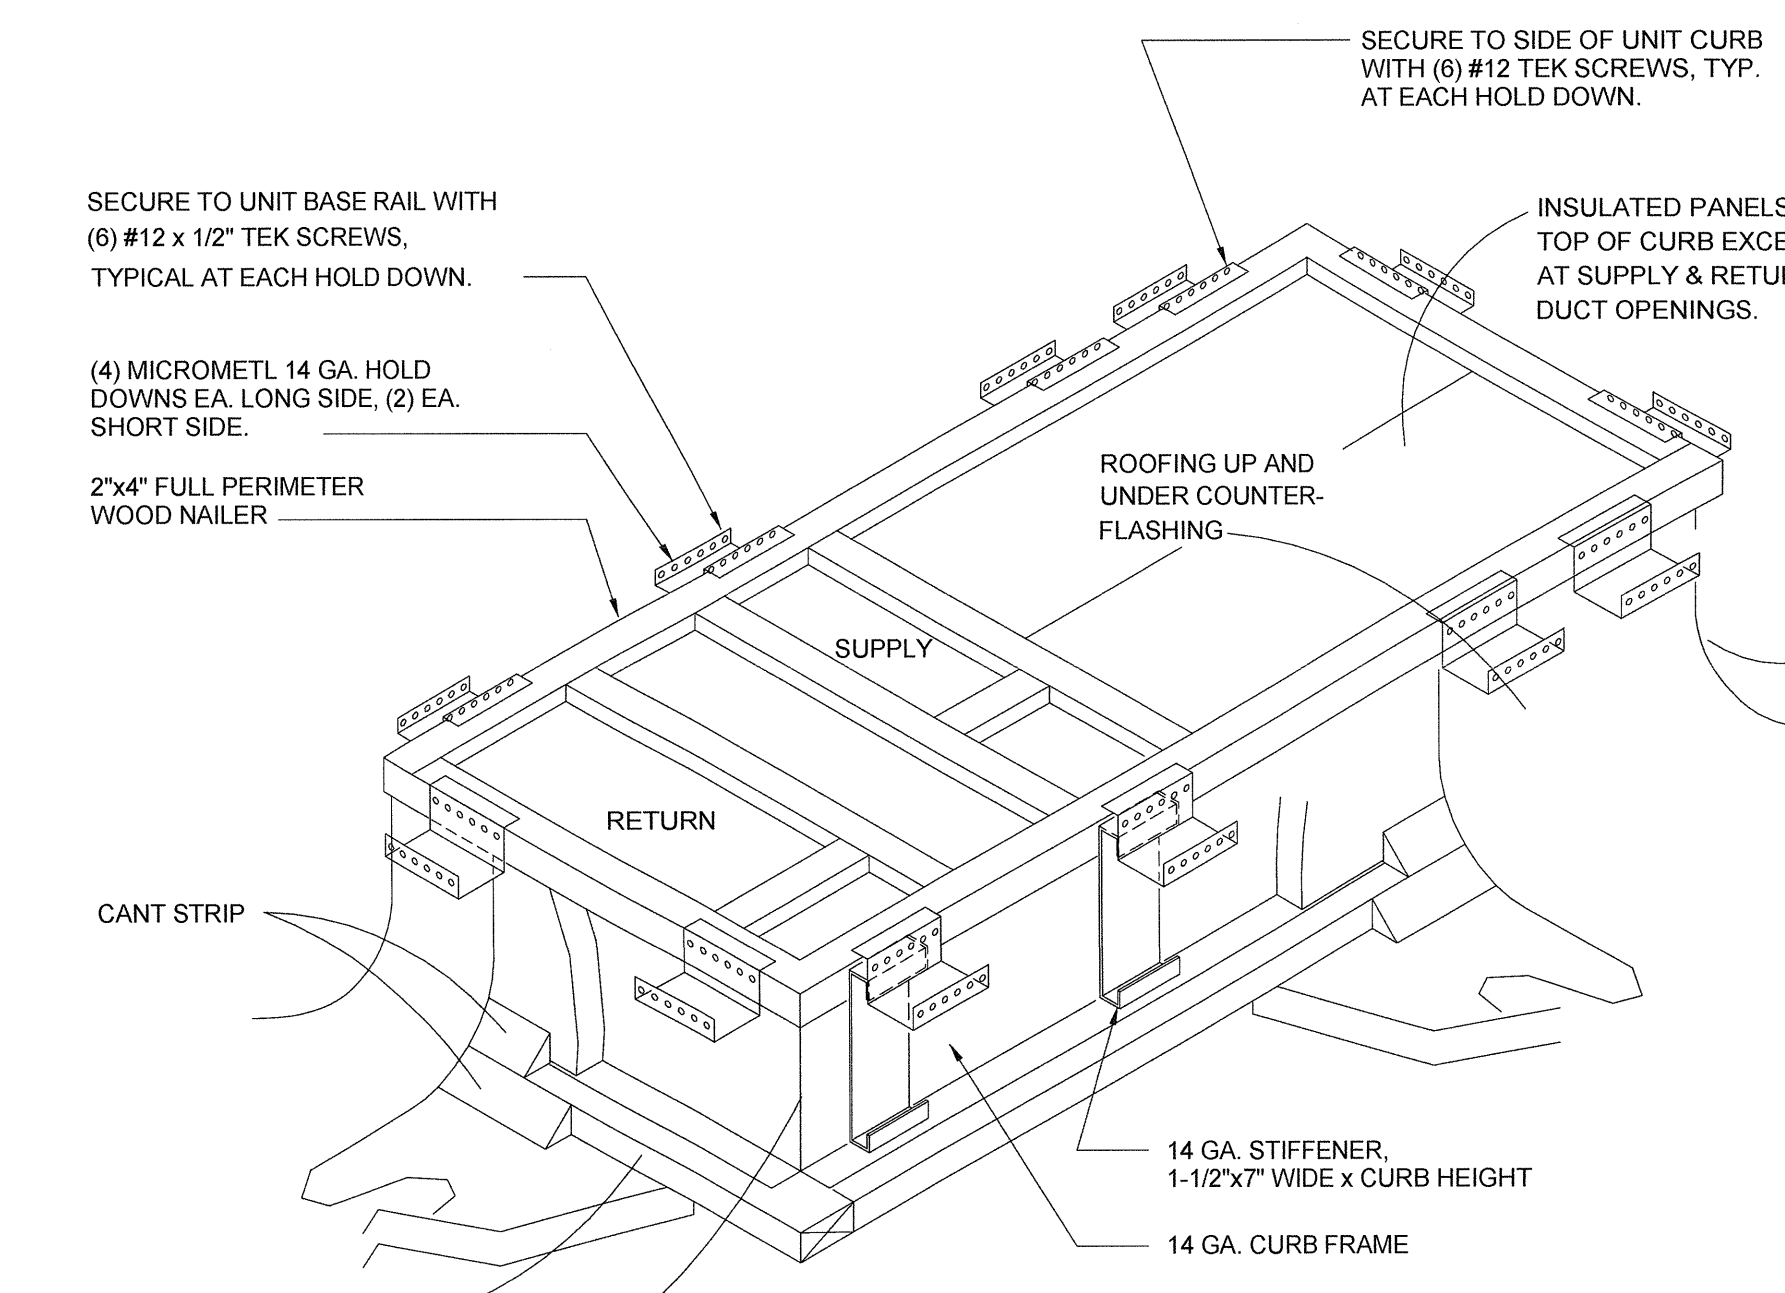 SECURE TO SIDE OF UNIT CURB
WITH (6) #12 TEK SCREWS, TYP.
AT EACH HOLD DOWN.
SECURE TO UNIT BASE RAIL WITH
(6) #12 x 1/2" TEK SCREWS,
TYPICAL AT EACH HOLD DOWN.
INSULATED PANELS
TOP OF CURB EXCE
AT SUPPLY & RETU
DUCT OPENINGS.
(4) MICROMETL 14 GA. HOLD
DOWNS EA. LONG SIDE, (2) EA.
SHORT SIDE.
2"x4" FULL PERIMETER
WOOD NAILER
ROOFING UP AND
UNDER COUNTER-
FLASHING
SUPPLY
RETURN
CANT STRIP
14 GA. STIFFENER,
1-1/2"x7" WIDE x CURB HEIGHT
14 GA. CURB FRAME